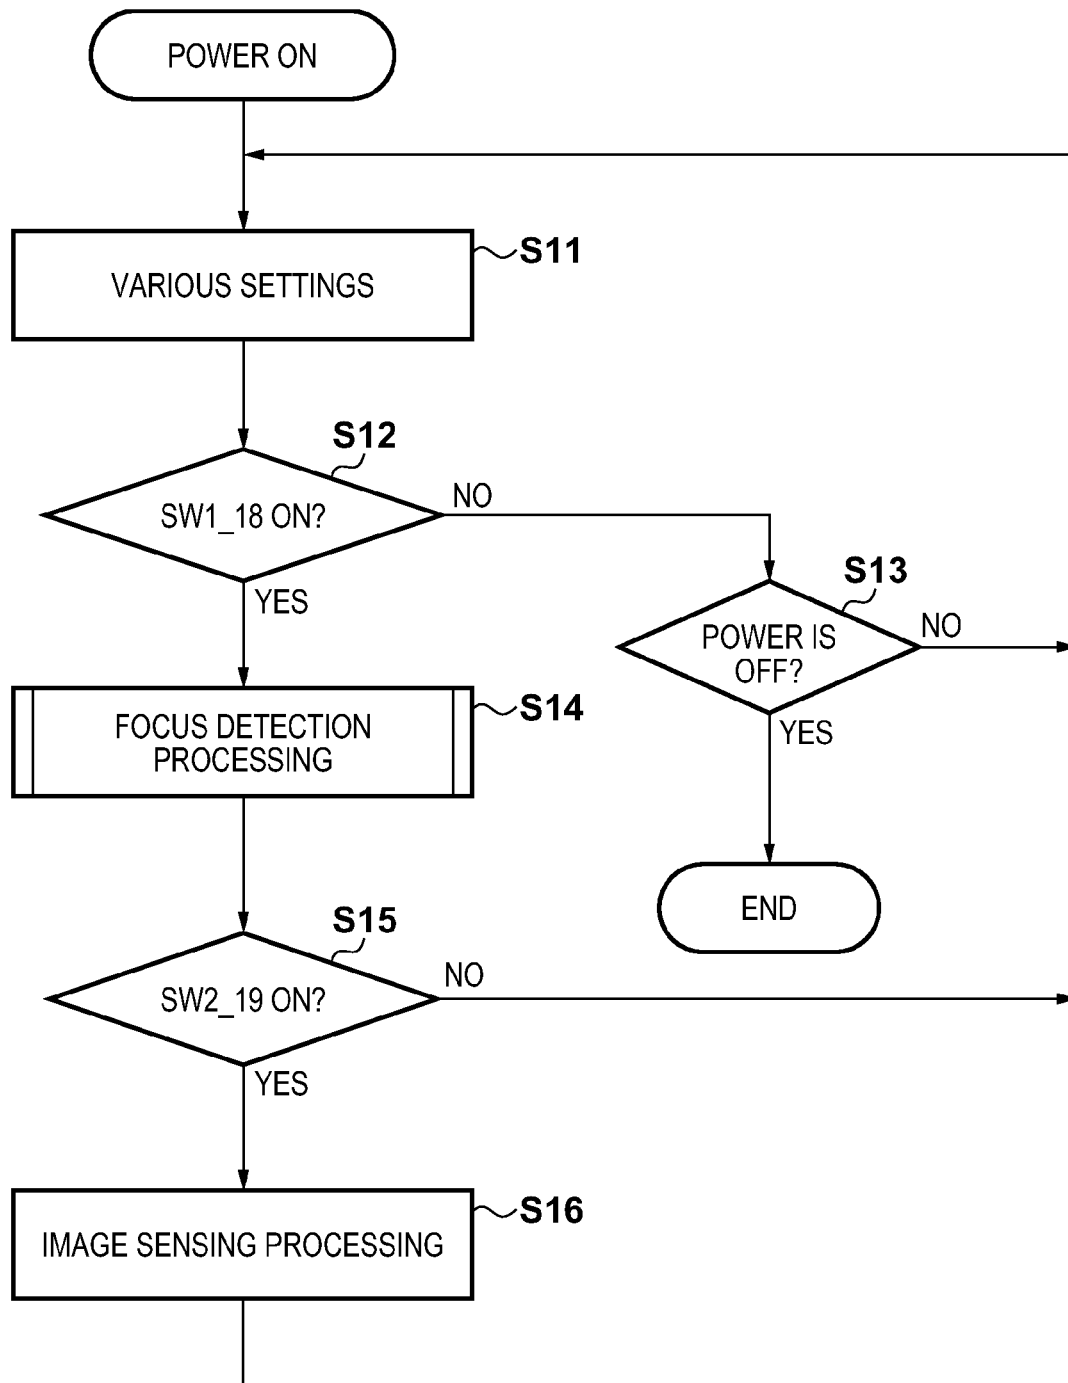 POWER ON
S11
VARIOUS SETTINGS
S12
SW1_18 ON?
NO
YES
S13
POWER IS
OFF?
NO
YES
S14
FOCUS DETECTION
PROCESSING
END
S15
SW2_19 ON?
NO
YES
S16
IMAGE SENSING PROCESSING